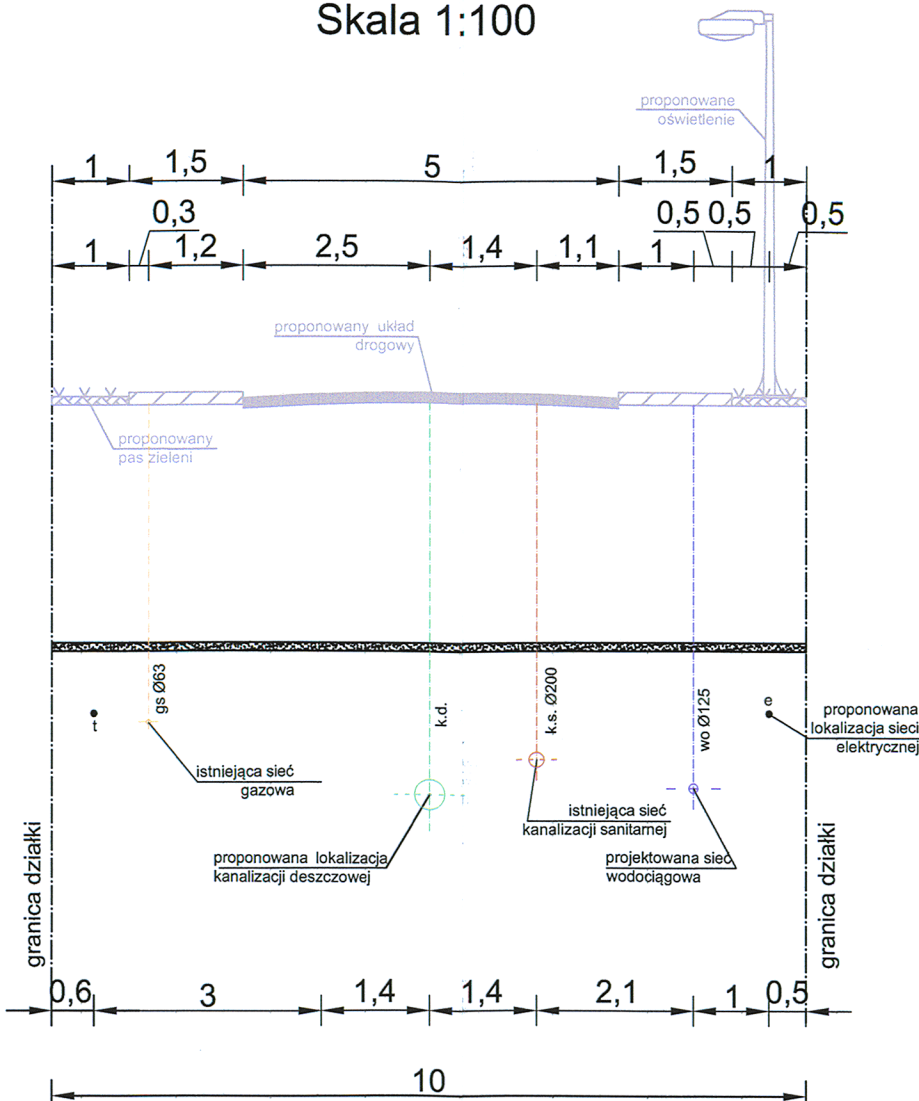 Skala 1:100
proponowane
oświetlenie
1 1,5 5 1,5 1
0,3 0,5 0,5 0,5
1 1,2 2,5 1,4 1,1 1
proponowany układ
drogowy
proponowany
pas zieleni
gs Ø63
k.d.
k.s. Ø200
wo Ø125
t
e
proponowana
lokalizacja sieci
elektrycznej
istniejąca sieć
gazowa
istniejąca sieć
kanalizacji sanitarnej
proponowana lokalizacja
kanalizacji deszczowej
projektowana sieć
wodociągowa
granica działki
granica działki
0,6 3 1,4 1,4 2,1 1 0,5
10